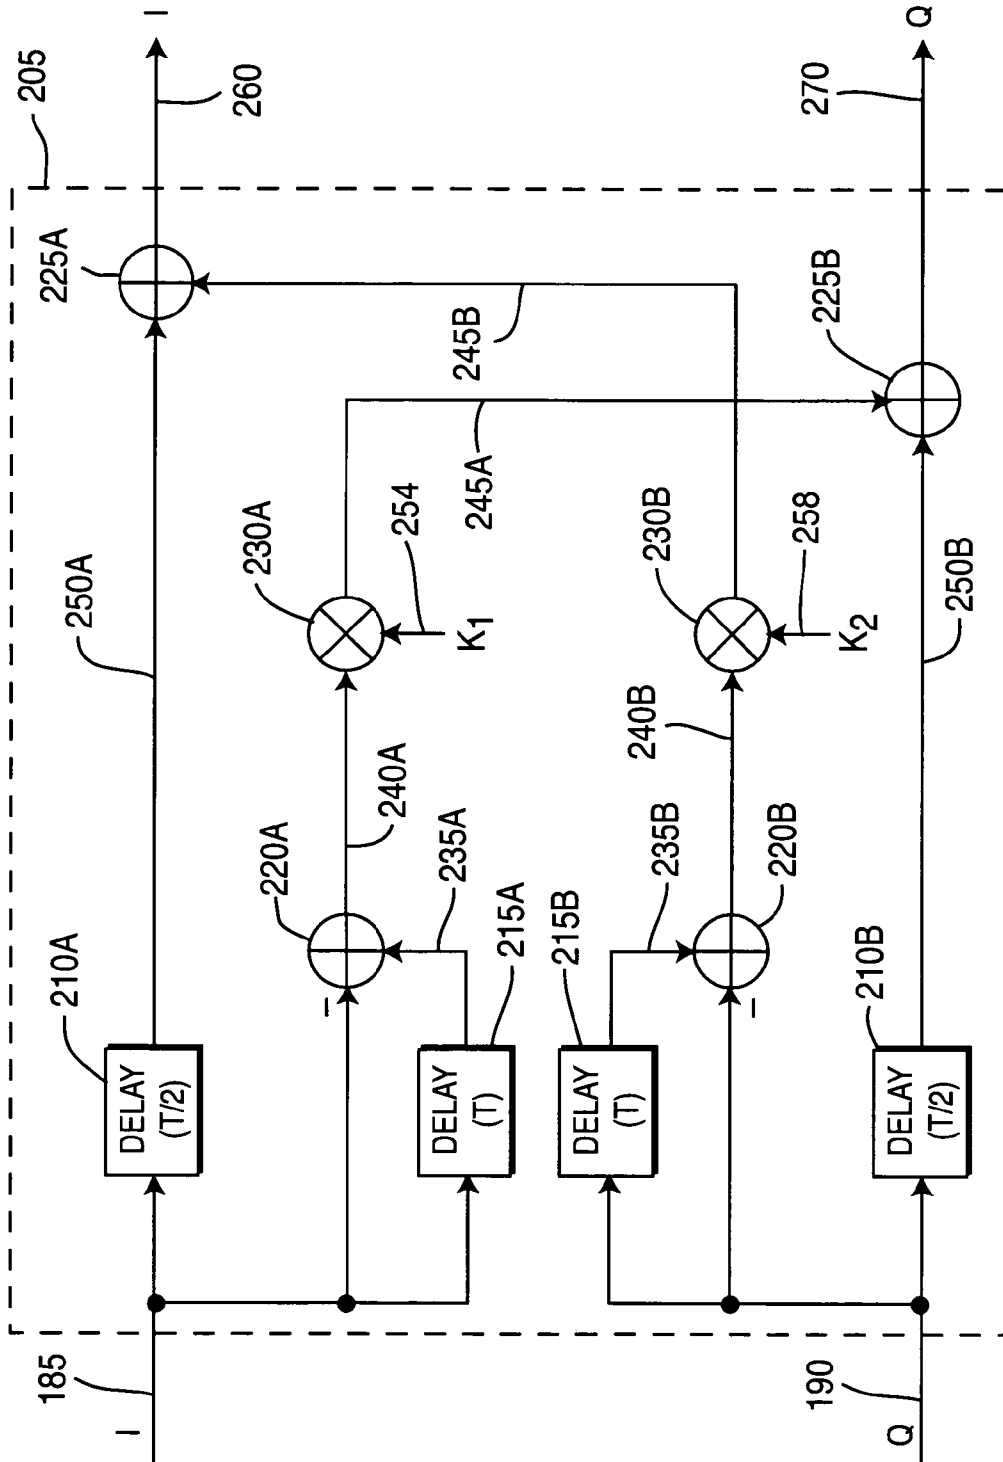 205
I
185
210A
DELAY
(T/2)
250A
225A
I
260
220A
–
240A
230A
235A
254
K1
245A
245B
DELAY
(T)
215A
DELAY
(T)
215B
235B
240B
230B
–
220B
258
K2
225B
Q
190
210B
DELAY
(T/2)
250B
270
Q